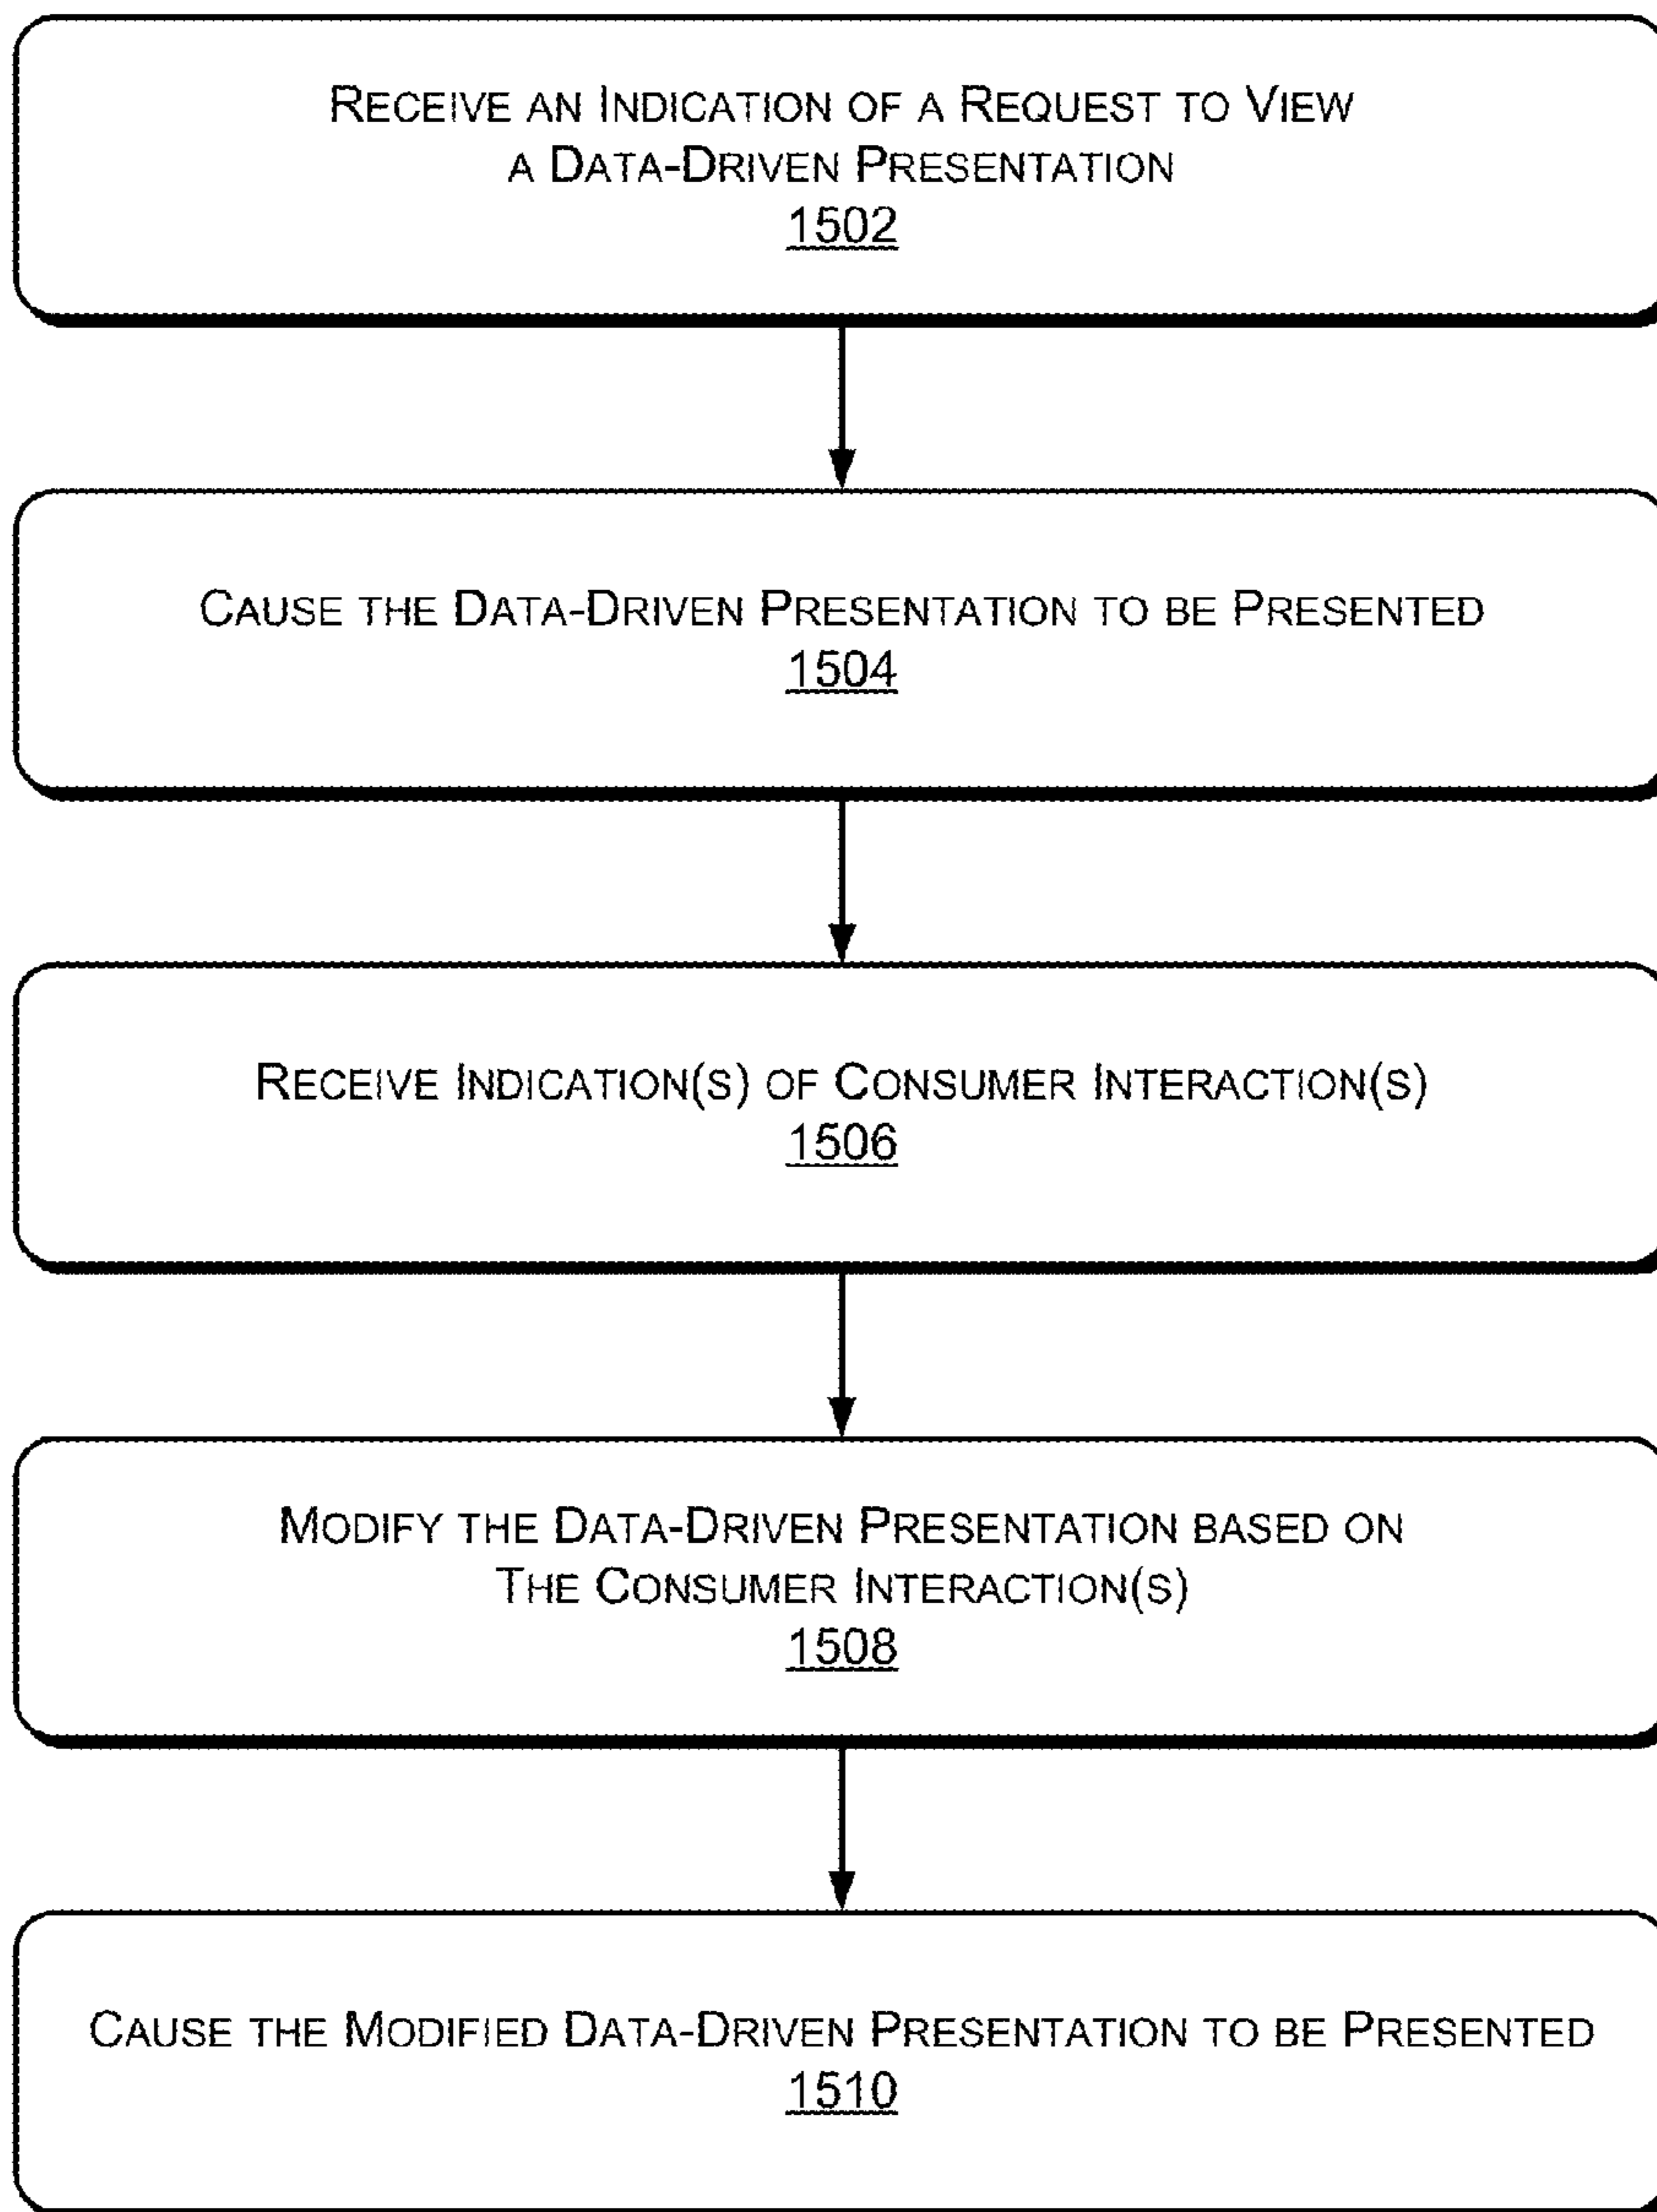 Receive an Indication of a Request to View
a Data-Driven Presentation
1502
Cause the Data-Driven Presentation to be Presented
1504
Receive Indication(s) of Consumer Interaction(s)
1506
Modify the Data-Driven Presentation based on
The Consumer Interaction(s)
1508
Cause the Modified Data-Driven Presentation to be Presented
1510